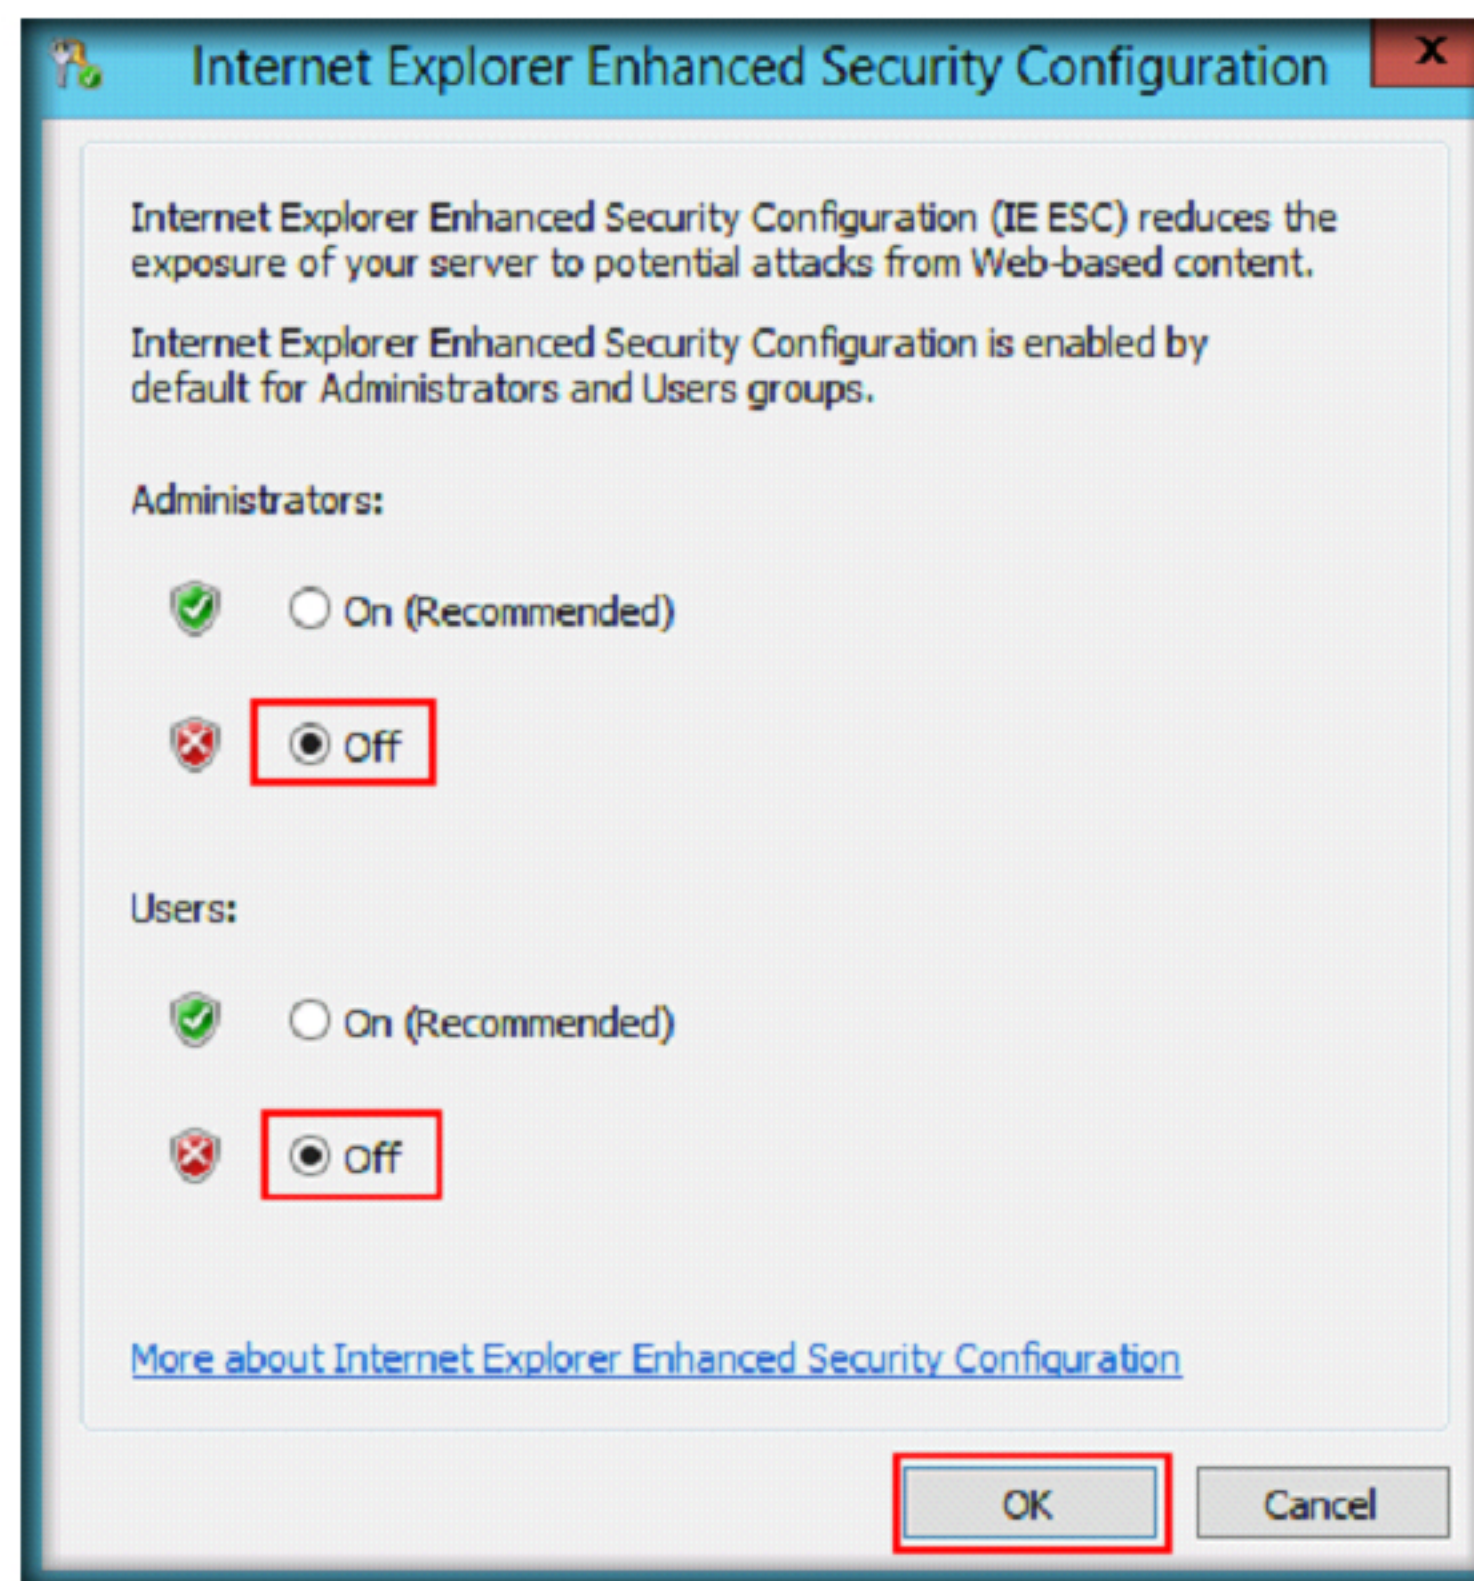 Internet Explorer Enhanced Security Configuration
Internet Explorer Enhanced Security Configuration (IE ESC) reduces the
exposure of your server to potential attacks from Web-based content.
Internet Explorer Enhanced Security Configuration is enabled by
default for Administrators and Users groups.
Administrators:
On (Recommended)
Off
Users:
On (Recommended)
Off
More about Internet Explorer Enhanced Security Configuration
OK
Cancel